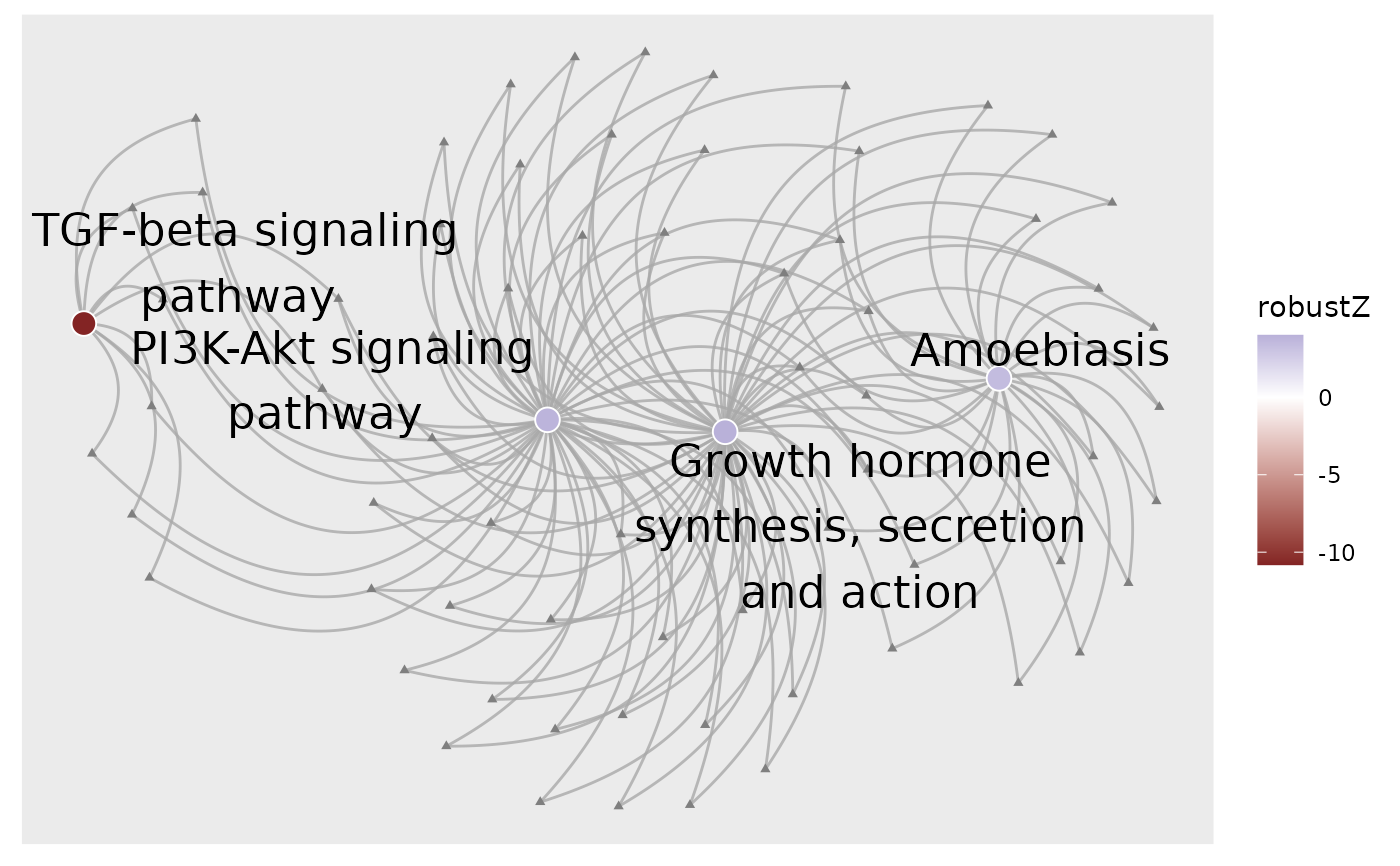 TGF-beta signaling
pathway
PI3K-Akt signaling
pathway
Amoebiasis
Growth hormone
synthesis, secretion
and action
robustZ
0
-5
-10